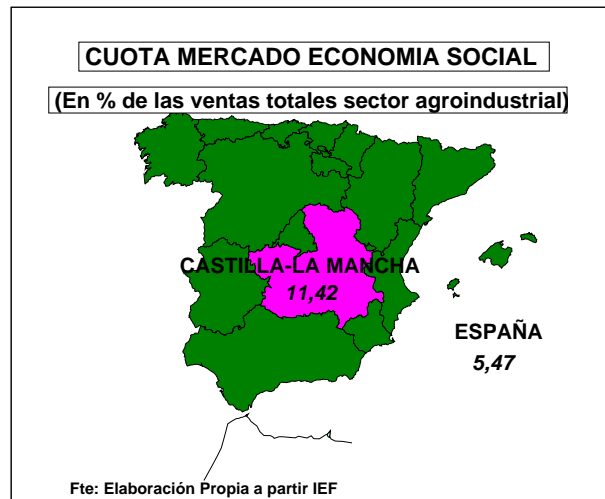 CUOTA MERCADO ECONOMIA SOCIAL
(En % de las ventas totales sector agroindustrial)
CASTILLA-LA MANCHA
11,42
ESPAÑA
5,47
Fte: Elaboración Propia a partir IEF